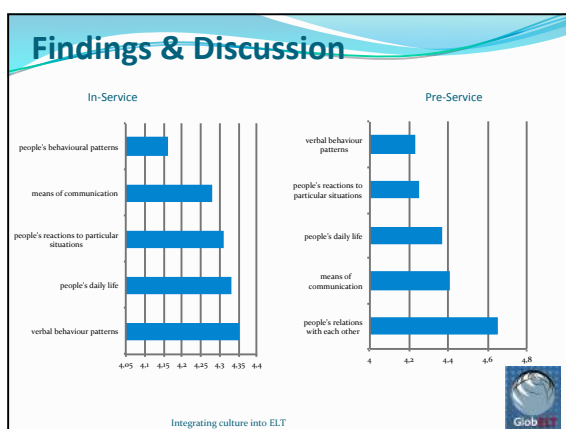 Findings & Discussion
In-Service
people's behavioural patterns
means of communication
people's reactions to particular
situations
people's daily life
verbal behaviour patterns
4.05 4.1 4.15 4.2 4.25 4.3 4.35 4.4
Pre-Service
verbal behaviour
patterns
people's reactions to
particular situations
people's daily life
means of
communication
people's relations
with each other
4 4.2 4.4 4.6 4.8
Integrating culture into ELT
GlobELT